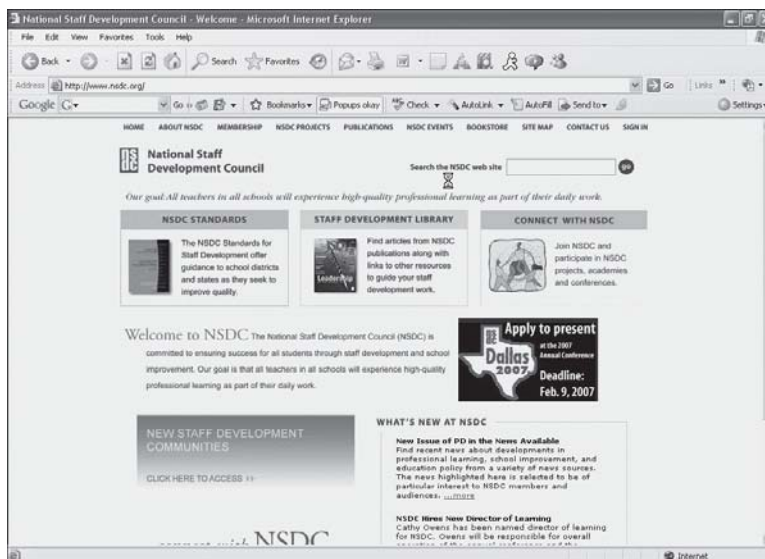 National Staff Development Council - Welcome - Microsoft Internet Explorer
File Edit View Favorites Tools Help
Back Search Favorites
Address http://www.nsdc.org/ Go Links »
Google G Go Bookmarks Popups okay Check AutoLink AutoFill Send to Settings
HOME ABOUT NSDC MEMBERSHIP NSDC PROJECTS PUBLICATIONS NSDC EVENTS BOOKSTORE SITE MAP CONTACT US SIGN IN
NSDC
National Staff
Development Council
Search the NSDC web site go
Our goal:All teachers in all schools will experience high-quality professional learning as part of their daily work.
NSDC STANDARDS
The NSDC Standards for
Staff Development offer
guidance to school districts
and states as they seek to
improve quality.
STAFF DEVELOPMENT LIBRARY
Leadership
Find articles from NSDC
publications along with
links to other resources
to guide your staff
development work.
CONNECT WITH NSDC
Join NSDC and
participate in NSDC
projects, academies
and conferences.
Welcome to NSDC The National Staff Development Council (NSDC) is
committed to ensuring success for all students through staff development and school
improvement. Our goal is that all teachers in all schools will experience high-quality
professional learning as part of their daily work.
NSDC
Dallas
2007
Apply to present
at the 2007
Annual Conference
Deadline:
Feb. 9, 2007
NEW STAFF DEVELOPMENT
COMMUNITIES
CLICK HERE TO ACCESS >>
connect with NSDC
WHAT'S NEW AT NSDC
New Issue of PD in the News Available
Find recent news about developments in
professional learning, school improvement, and
education policy from a variety of news sources.
The news highlighted here is selected to be of
particular interest to NSDC members and
audiences. ...more
NSDC Hires New Director of Learning
Cathy Owens has been named director of learning
for NSDC. Owens will be responsible for overall
operation of the annual conference and the
Internet